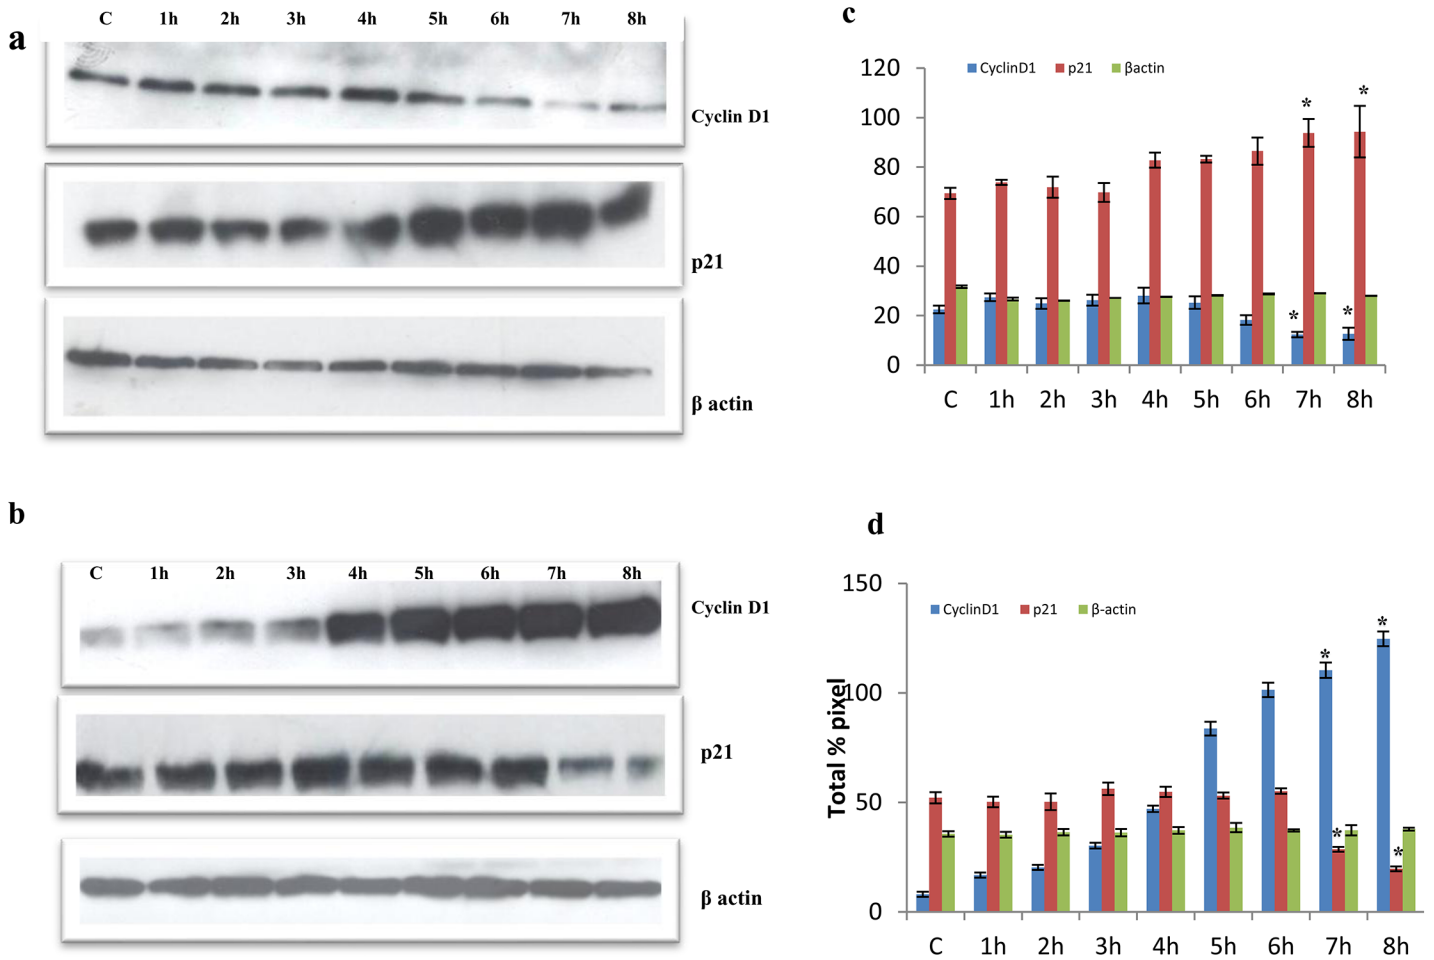 a
C 1h 2h 3h 4h 5h 6h 7h 8h
Cyclin D1
p21
β actin
b
C 1h 2h 3h 4h 5h 6h 7h 8h
Cyclin D1
p21
β actin
c
CyclinD1 p21 βactin
120
100
80
60
40
20
0
* *
* *
C 1h 2h 3h 4h 5h 6h 7h 8h
d
Total % pixel
CyclinD1 p21 β-actin
150
100
50
0
* *
* *
C 1h 2h 3h 4h 5h 6h 7h 8h